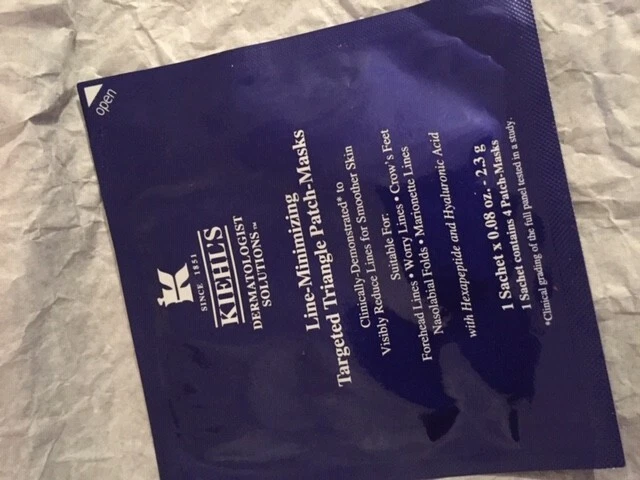 open
K
SINCE 1851
KIEHL'S
DERMATOLOGIST
SOLUTIONS™
Line-Minimizing
Targeted Triangle Patch-Masks
Clinically-Demonstrated* to
Visibly Reduce Lines for Smoother Skin
Suitable For:
Forehead Lines • Worry Lines • Crow's Feet
Nasolabial Folds • Marionette Lines
with Hexapeptide and Hyaluronic Acid
1 Sachet x 0.08 oz. - 2.3 g
1 Sachet contains 4 Patch-Masks
*Clinical grading of the full panel tested in a study.